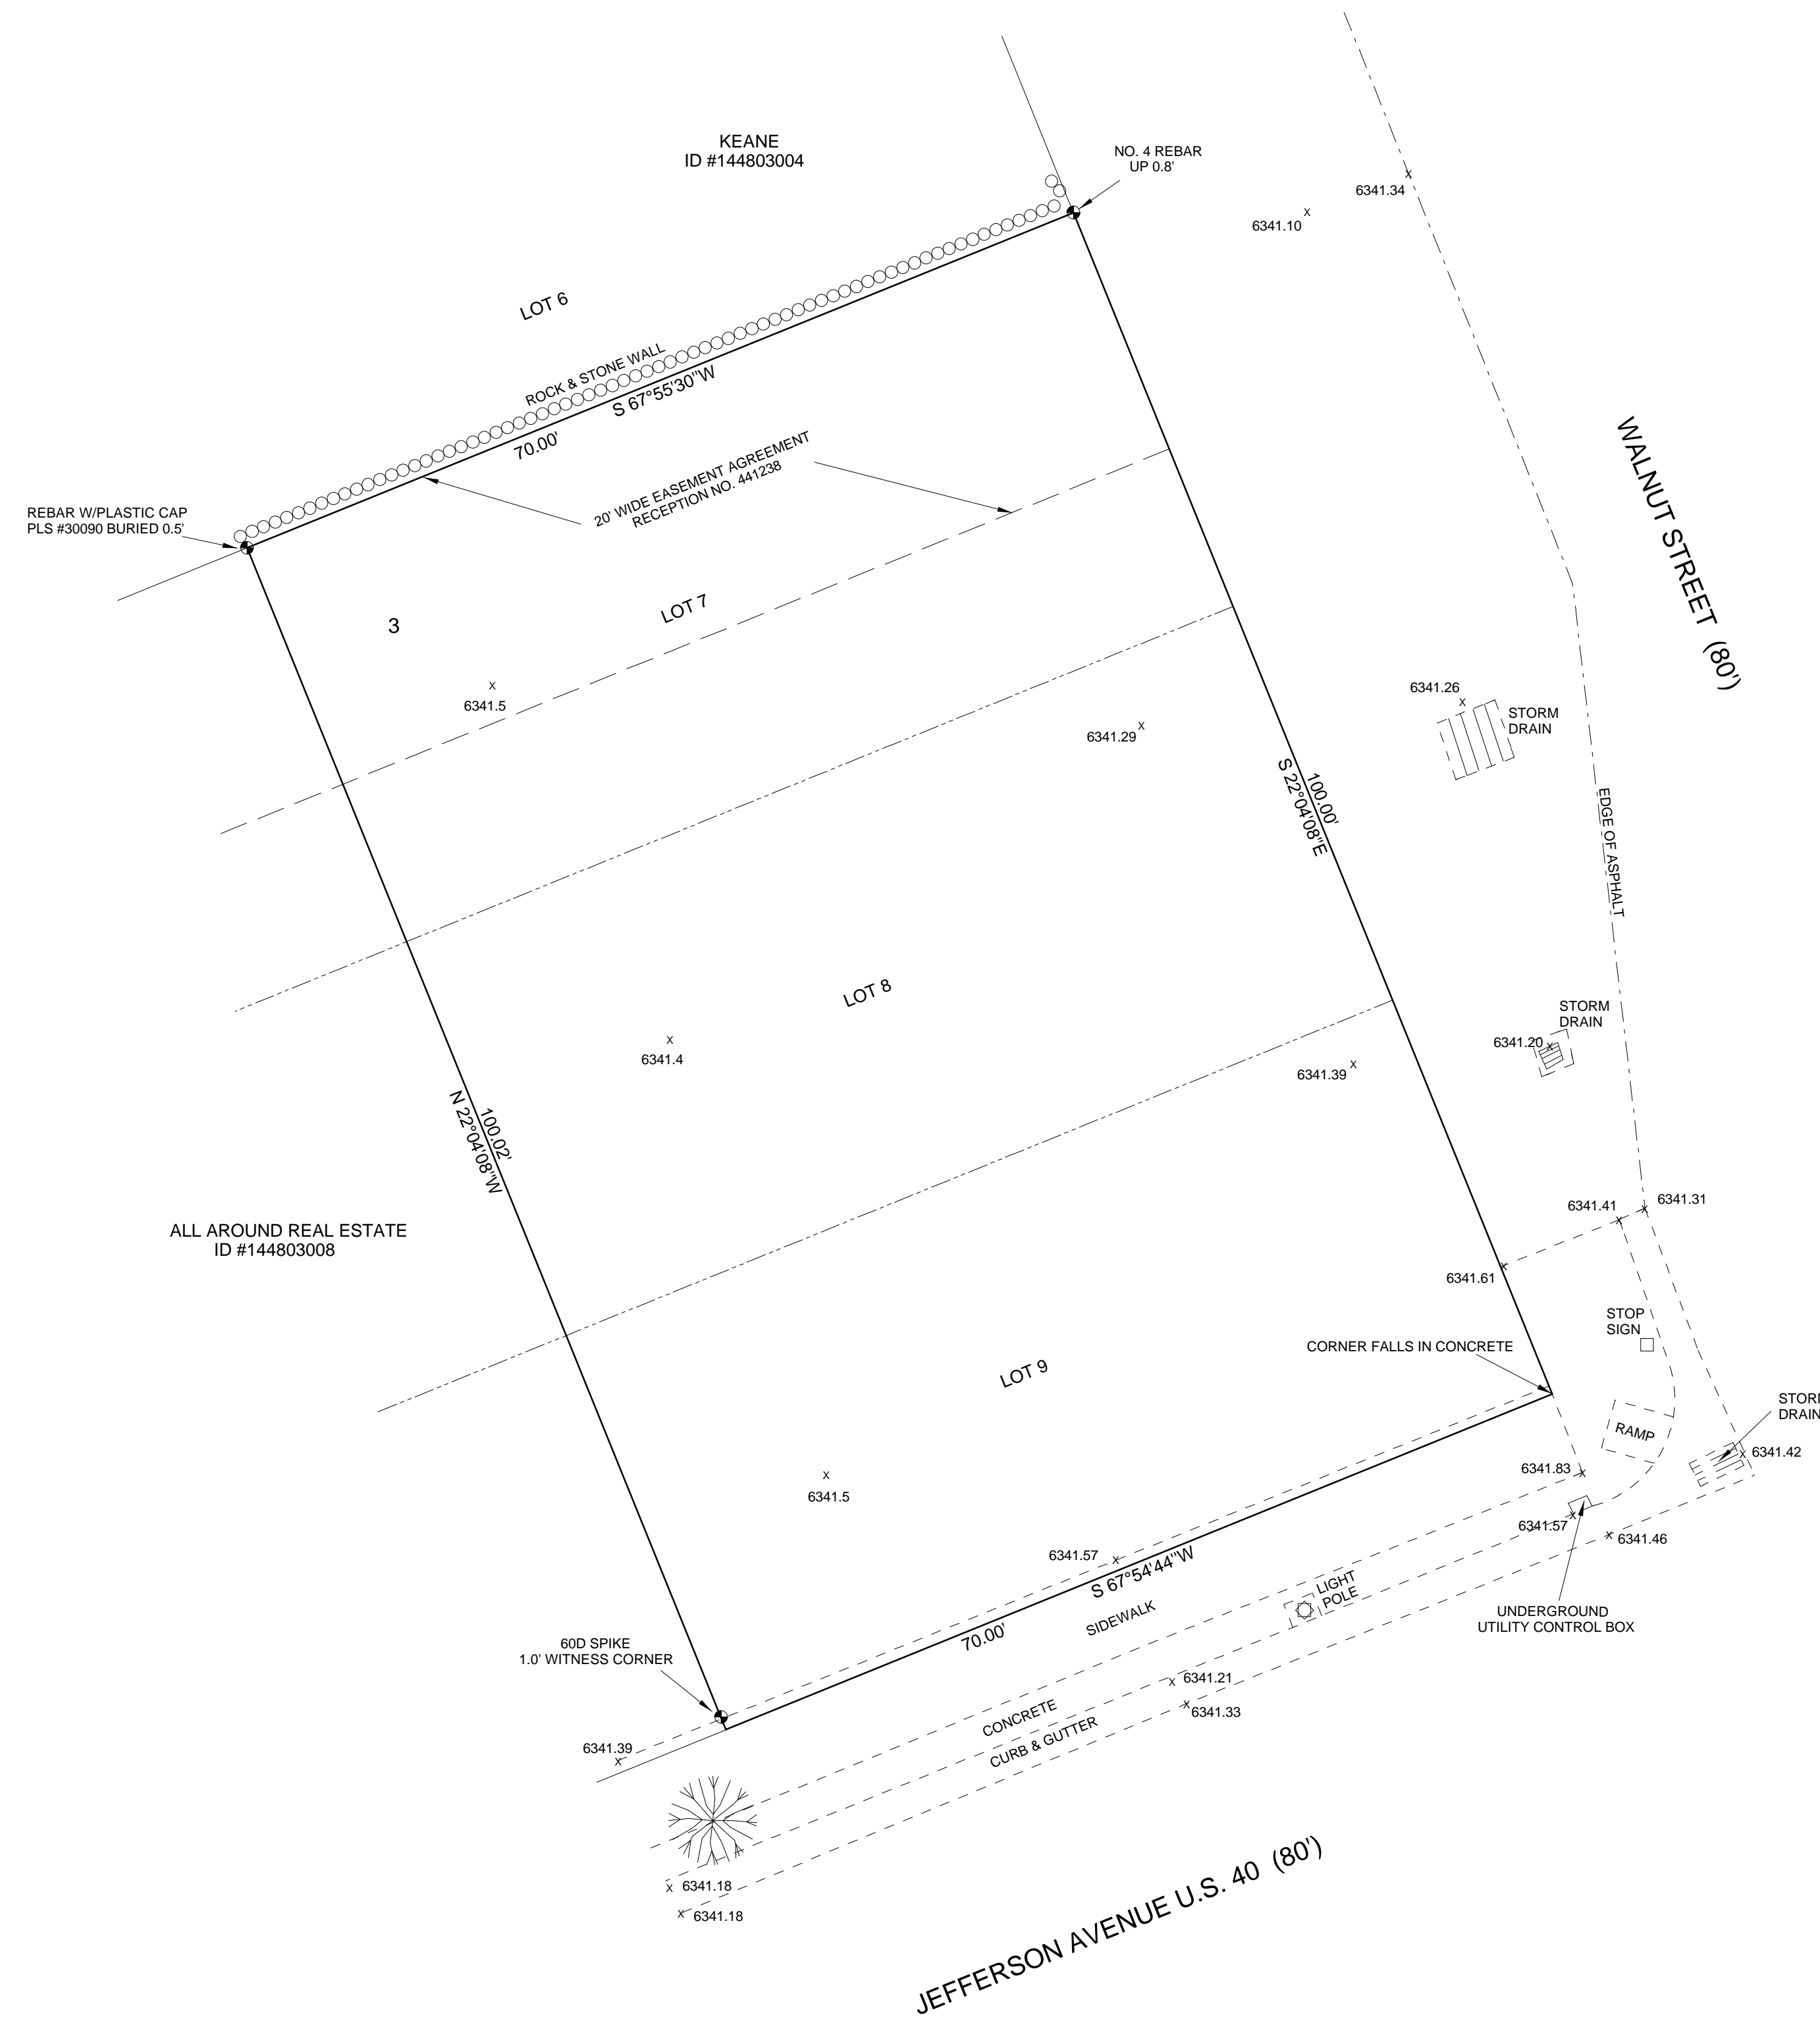 KEANE
ID #144803004
NO. 4 REBAR
UP 0.8'
6341.34
6341.10
LOT 6
ROCK & STONE WALL
S 67°55'30"W
70.00'
20' WIDE EASEMENT AGREEMENT
RECEPTION NO. 441238
REBAR W/PLASTIC CAP
PLS #30090 BURIED 0.5'
WALNUT STREET (80')
3
LOT 7
6341.5
6341.26
STORM
DRAIN
6341.29
100.00'
S 22°04'08"E
EDGE OF ASPHALT
LOT 8
STORM
DRAIN
6341.20
6341.4
6341.39
100.02'
N 22°04'08"W
ALL AROUND REAL ESTATE
ID #144803008
6341.41
6341.31
6341.61
STOP
SIGN
CORNER FALLS IN CONCRETE
LOT 9
STORM
DRAIN
RAMP
6341.42
6341.83
6341.5
6341.57
6341.46
6341.57
S 67°54'44"W
70.00'
LIGHT
POLE
SIDEWALK
UNDERGROUND
UTILITY CONTROL BOX
60D SPIKE
1.0' WITNESS CORNER
6341.21
6341.33
CONCRETE
CURB & GUTTER
6341.39
6341.18
6341.18
JEFFERSON AVENUE U.S. 40 (80')